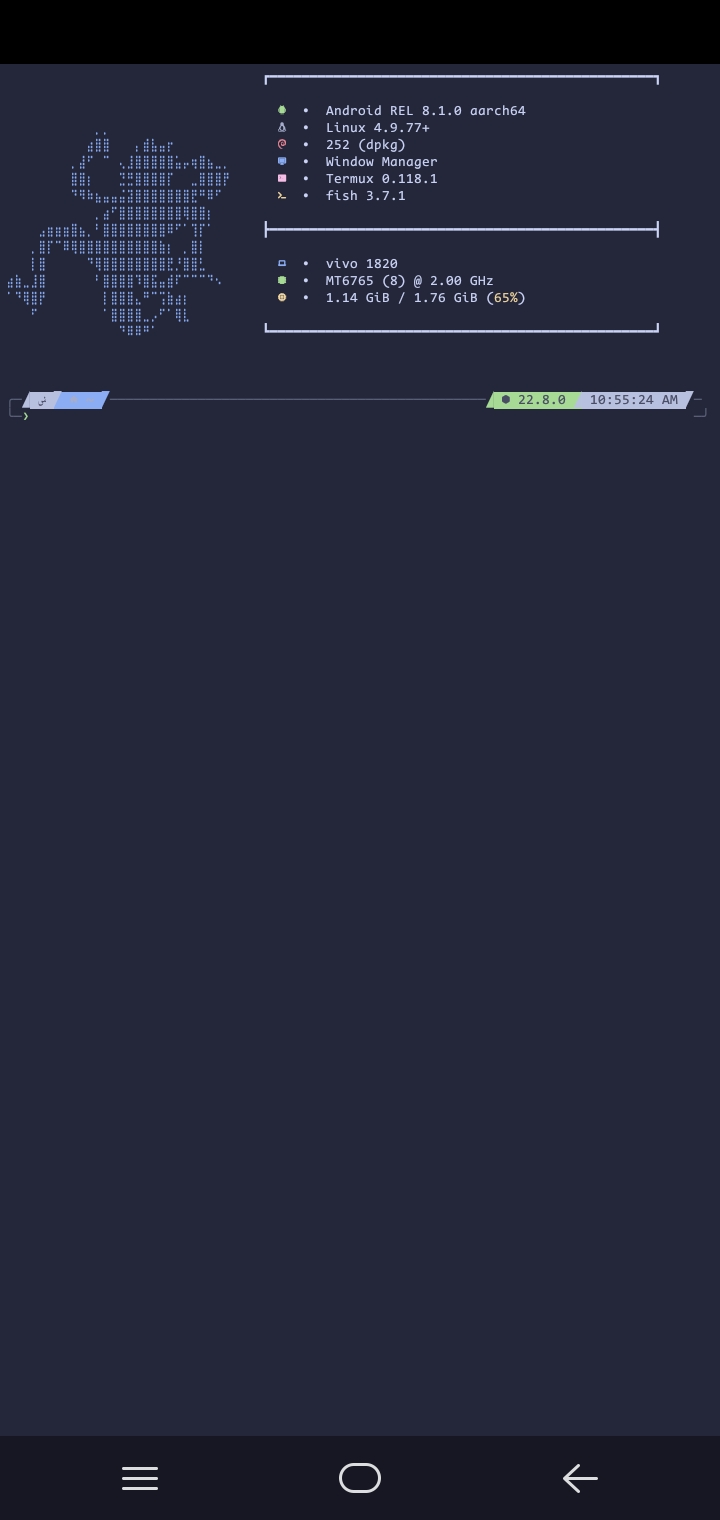 • Android REL 8.1.0 aarch64
• Linux 4.9.77+
• 252 (dpkg)
• Window Manager
• Termux 0.118.1
• fish 3.7.1
• vivo 1820
• MT6765 (8) @ 2.00 GHz
• 1.14 GiB / 1.76 GiB (65%)
22.8.0 10:55:24 AM
❯